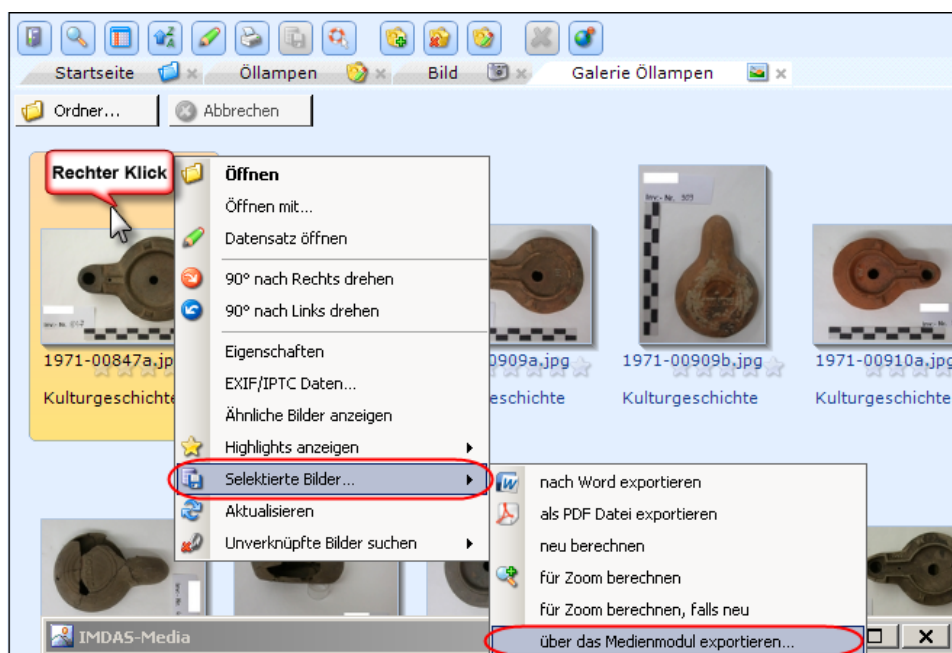 Startseite Öllampen Bild Galerie Öllampen
Ordner... Abbrechen
Rechter Klick
Öffnen
Öffnen mit...
Datensatz öffnen
90° nach Rechts drehen
90° nach Links drehen
Eigenschaften
EXIF/IPTC Daten...
Ähnliche Bilder anzeigen
Highlights anzeigen
Selektierte Bilder...
Aktualisieren
Unverknüpfte Bilder suchen
nach Word exportieren
als PDF Datei exportieren
neu berechnen
für Zoom berechnen
für Zoom berechnen, falls neu
über das Medienmodul exportieren...
1971-00847a.jp 0909a.jpg 1971-00909b.jpg 1971-00910a.jpg
Kulturgeschichte eschichte Kulturgeschichte Kulturgeschichte
IMDAS-Media